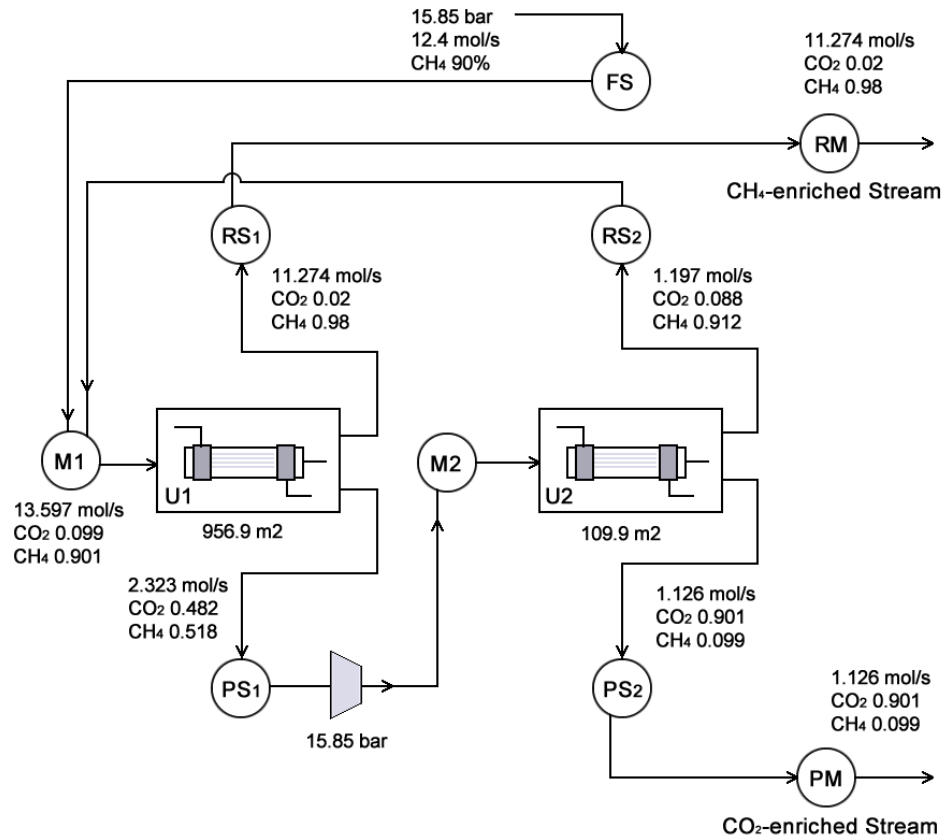 15.85 bar
12.4 mol/s
CH₄ 90%
FS
11.274 mol/s
CO₂ 0.02
CH₄ 0.98
RM
CH₄-enriched Stream
RS₁
11.274 mol/s
CO₂ 0.02
CH₄ 0.98
RS₂
1.197 mol/s
CO₂ 0.088
CH₄ 0.912
M1
13.597 mol/s
CO₂ 0.099
CH₄ 0.901
U1
956.9 m2
M2
U2
109.9 m2
2.323 mol/s
CO₂ 0.482
CH₄ 0.518
PS₁
15.85 bar
1.126 mol/s
CO₂ 0.901
CH₄ 0.099
PS₂
1.126 mol/s
CO₂ 0.901
CH₄ 0.099
PM
CO₂-enriched Stream